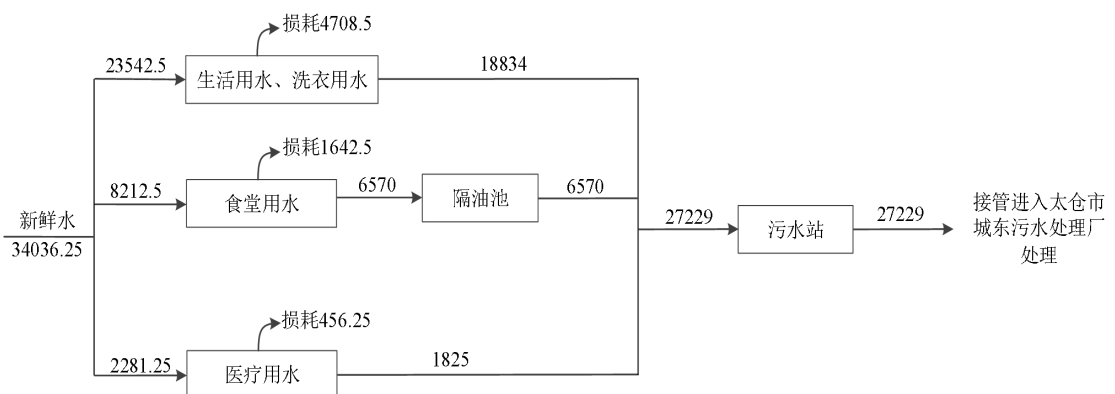 损耗4708.5
23542.5
生活用水、洗衣用水
18834
损耗1642.5
8212.5
食堂用水
6570
隔油池
6570
新鲜水
34036.25
27229
污水站
27229
接管进入太仓市
城东污水处理厂
处理
损耗456.25
2281.25
医疗用水
1825